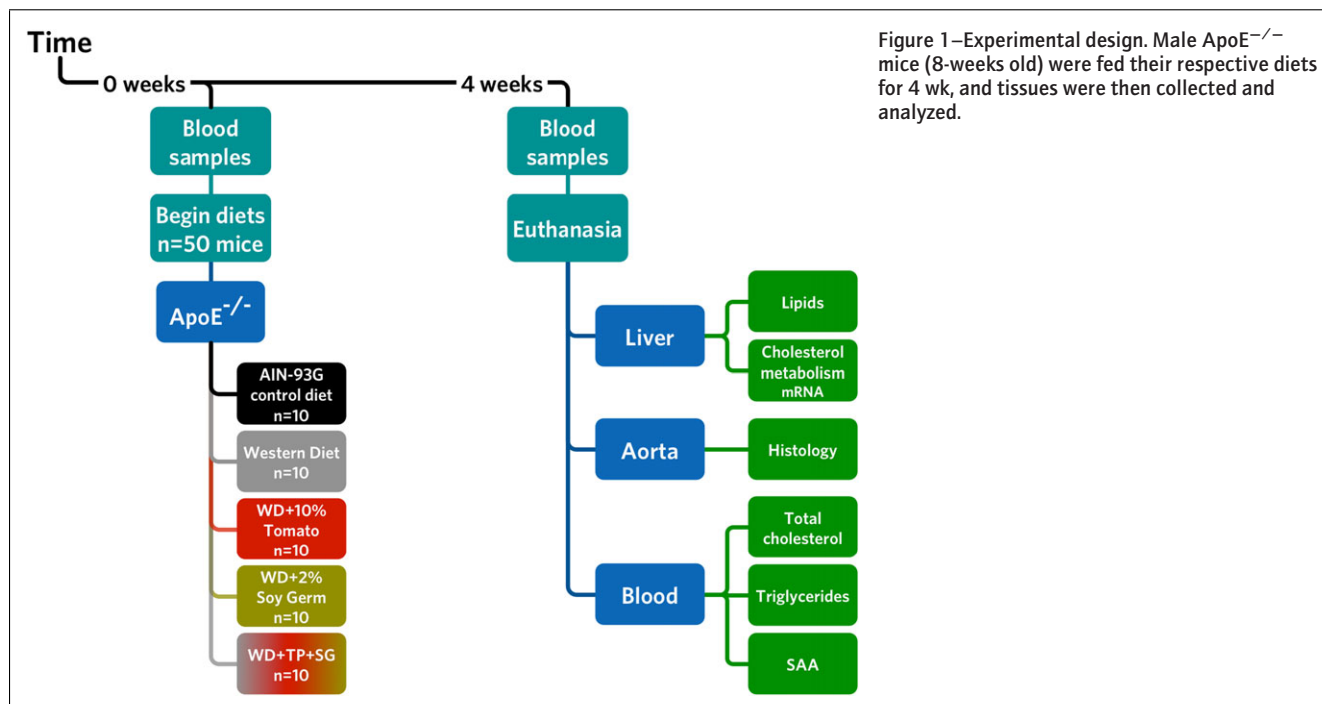 Time
0 weeks
4 weeks
Blood
samples
Begin diets
n=50 mice
ApoE-/-
AIN-93G
control diet
n=10
Western Diet
n=10
WD+10%
Tomato
n=10
WD+2%
Soy Germ
n=10
WD+TP+SG
n=10
Blood
samples
Euthanasia
Liver
Lipids
Cholesterol
metabolism
mRNA
Aorta
Histology
Blood
Total
cholesterol
Triglycerides
SAA
Figure 1–Experimental design. Male ApoE−/−
mice (8-weeks old) were fed their respective diets
for 4 wk, and tissues were then collected and
analyzed.